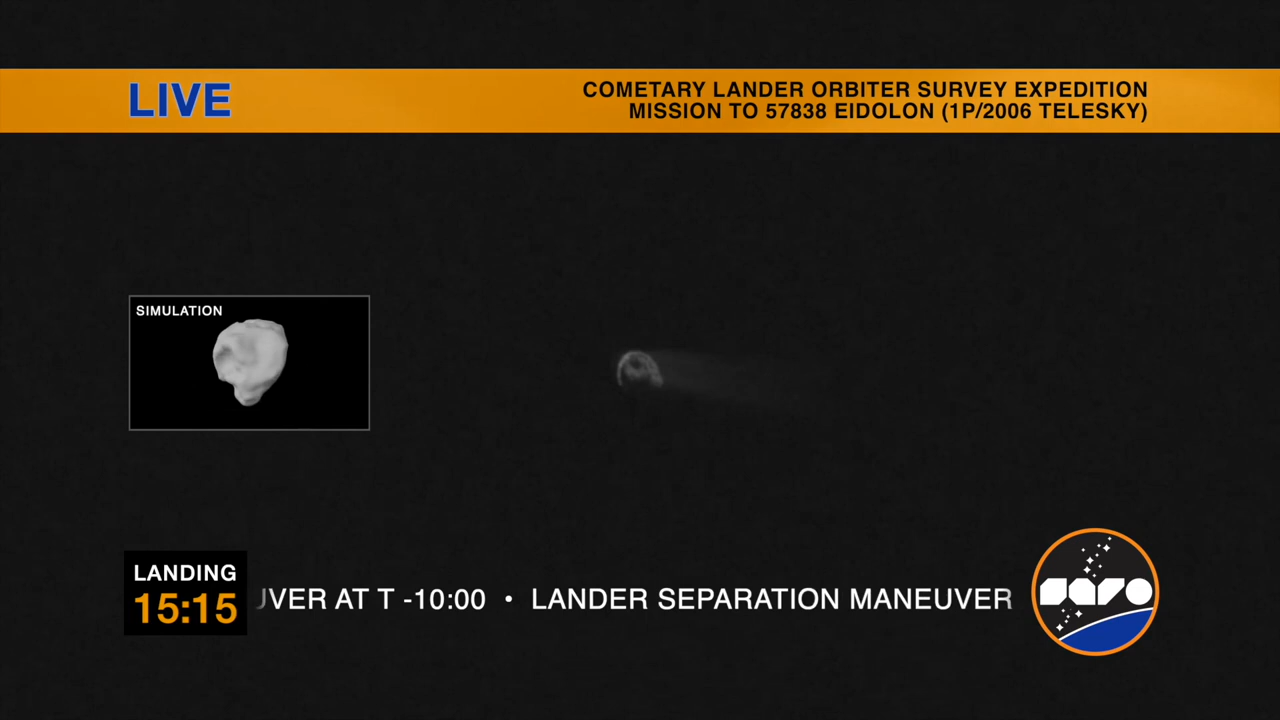 LIVE
COMETARY LANDER ORBITER SURVEY EXPEDITION
MISSION TO 57838 EIDOLON (1P/2006 TELESKY)
SIMULATION
LANDING
15:15
UVER AT T -10:00 • LANDER SEPARATION MANEUVER